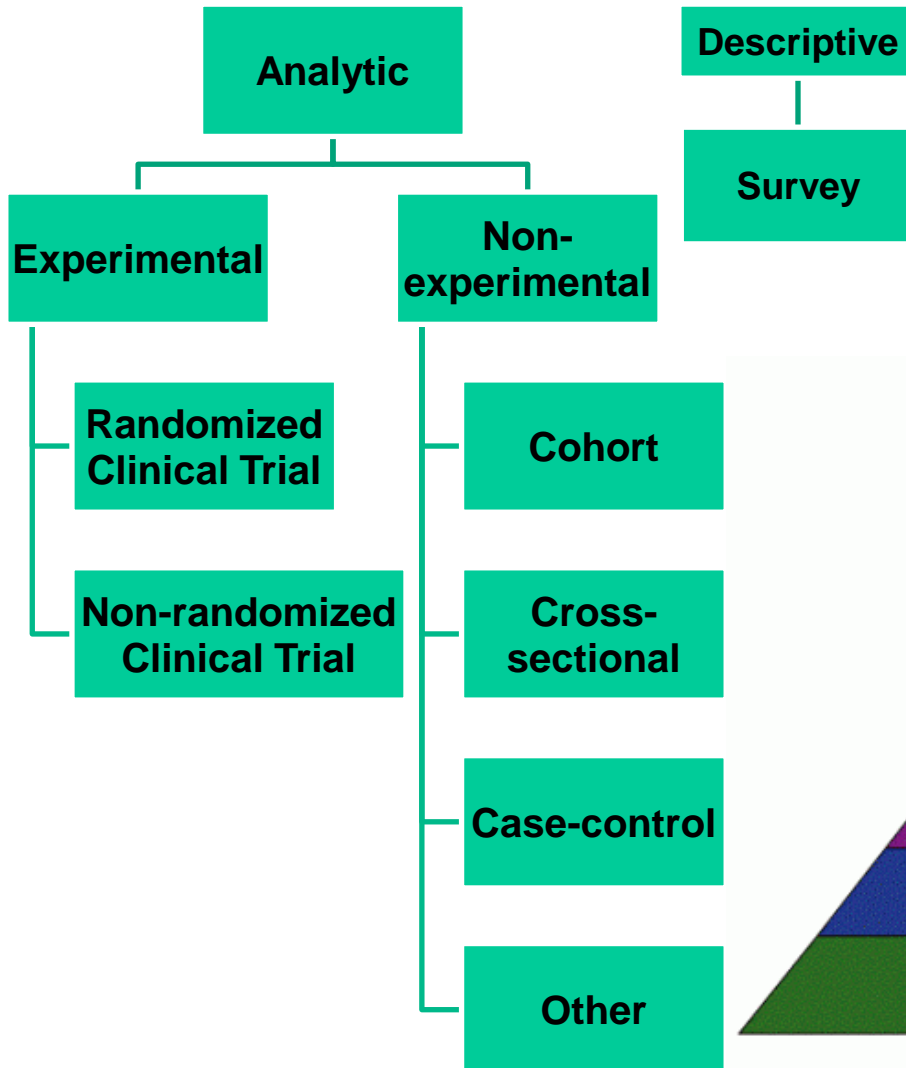 Analytic
Experimental
Randomized
Clinical Trial
Non-randomized
Clinical Trial
Non-
experimental
Cohort
Cross-
sectional
Case-control
Other
Descriptive
Survey